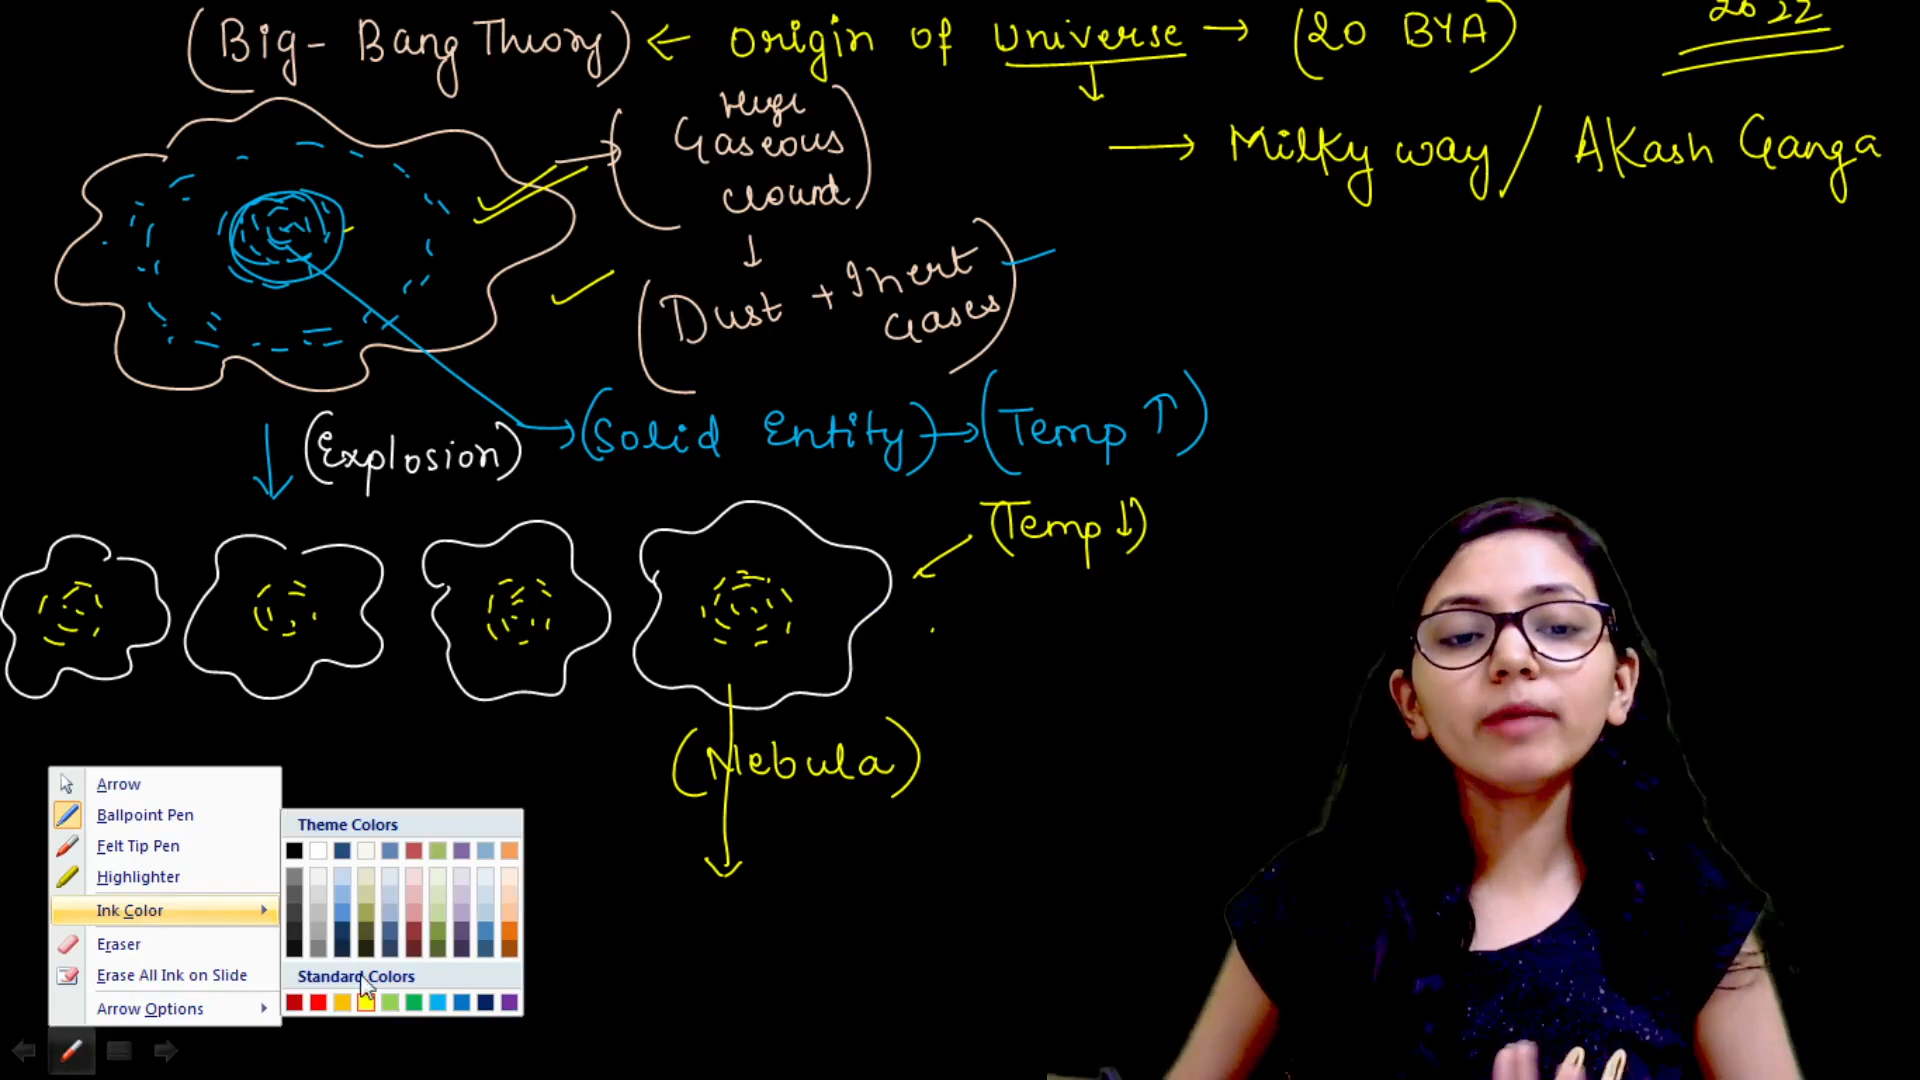 (Big-Bang Theory) ← Origin of Universe → (20 BYA)
2022
→ Milky way / Akash Ganga
Huge
Gaseous
Cloud
↓
(Dust + Inert
Gases)
(Explosion)
→ (Solid Entity) → (Temp ↑)
(Temp ↓)
(Nebula)
Arrow
Ballpoint Pen
Felt Tip Pen
Highlighter
Ink Color
Eraser
Erase All Ink on Slide
Arrow Options
Theme Colors
Standard Colors